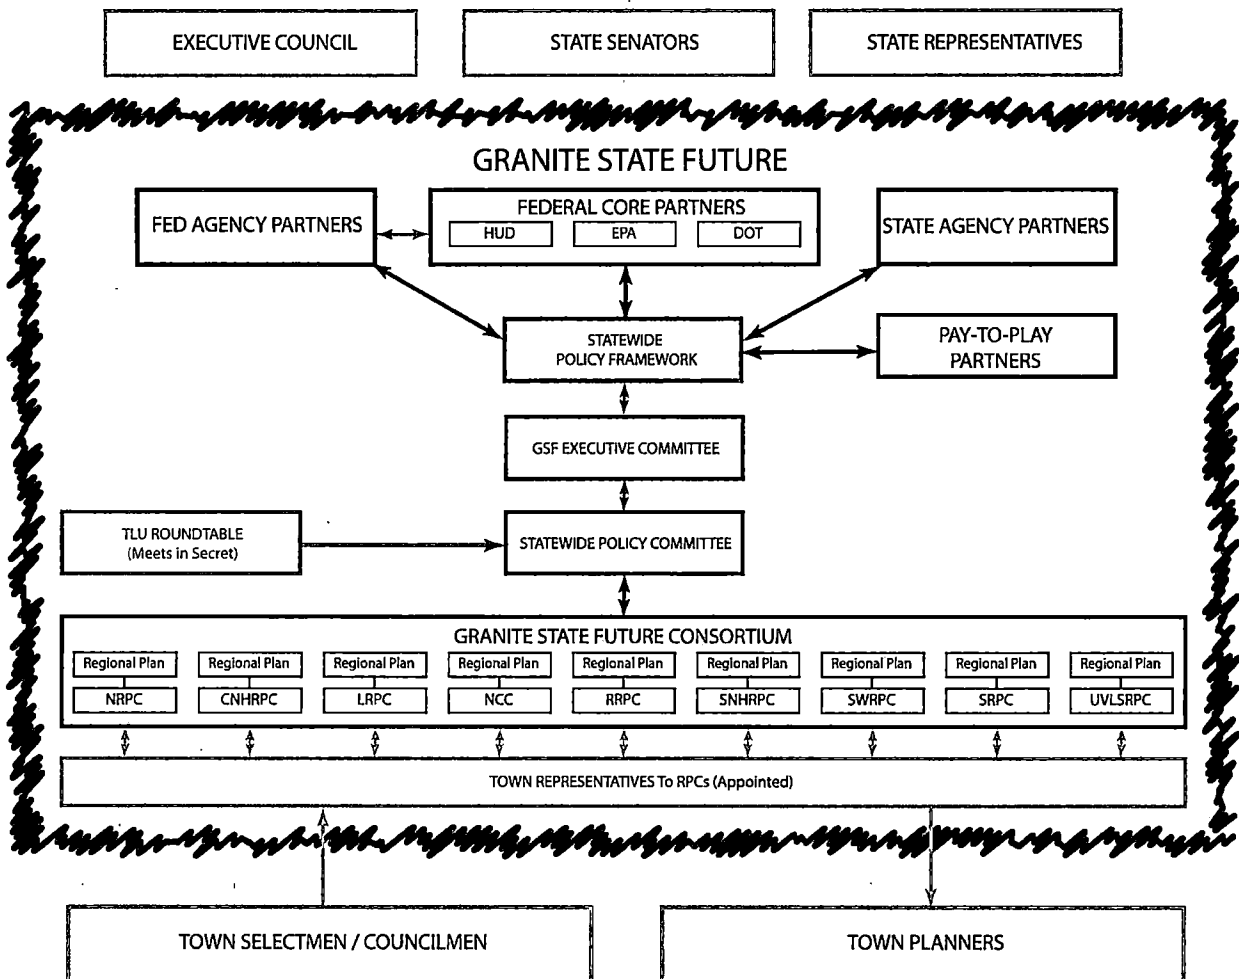 EXECUTIVE COUNCIL
STATE SENATORS
STATE REPRESENTATIVES
GRANITE STATE FUTURE
FED AGENCY PARTNERS
FEDERAL CORE PARTNERS
HUD
EPA
DOT
STATE AGENCY PARTNERS
STATEWIDE
POLICY FRAMEWORK
PAY-TO-PLAY
PARTNERS
GSF EXECUTIVE COMMITTEE
TLU ROUNDTABLE
(Meets in Secret)
STATEWIDE POLICY COMMITTEE
GRANITE STATE FUTURE CONSORTIUM
Regional Plan
Regional Plan
Regional Plan
Regional Plan
Regional Plan
Regional Plan
Regional Plan
Regional Plan
Regional Plan
NRPC
CNHRPC
LRPC
NCC
RRPC
SNHRPC
SWRPC
SRPC
UVLSRPC
TOWN REPRESENTATIVES To RPCs (Appointed)
TOWN SELECTMEN / COUNCILMEN
TOWN PLANNERS